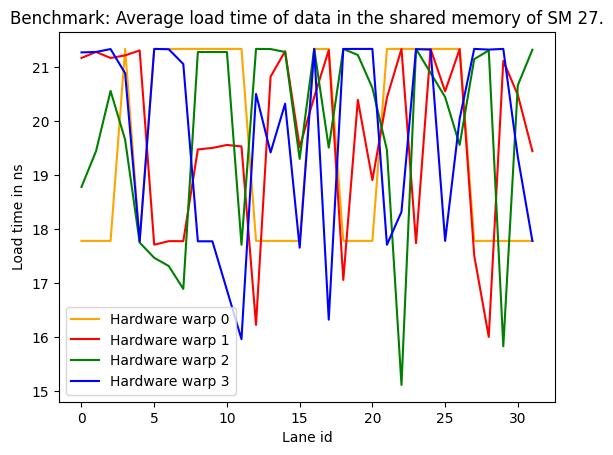 Benchmark: Average load time of data in the shared memory of SM 27.
Load time in ns
21
20
19
18
17
16
15
Hardware warp 0
Hardware warp 1
Hardware warp 2
Hardware warp 3
0
5
10
15
20
25
30
Lane id